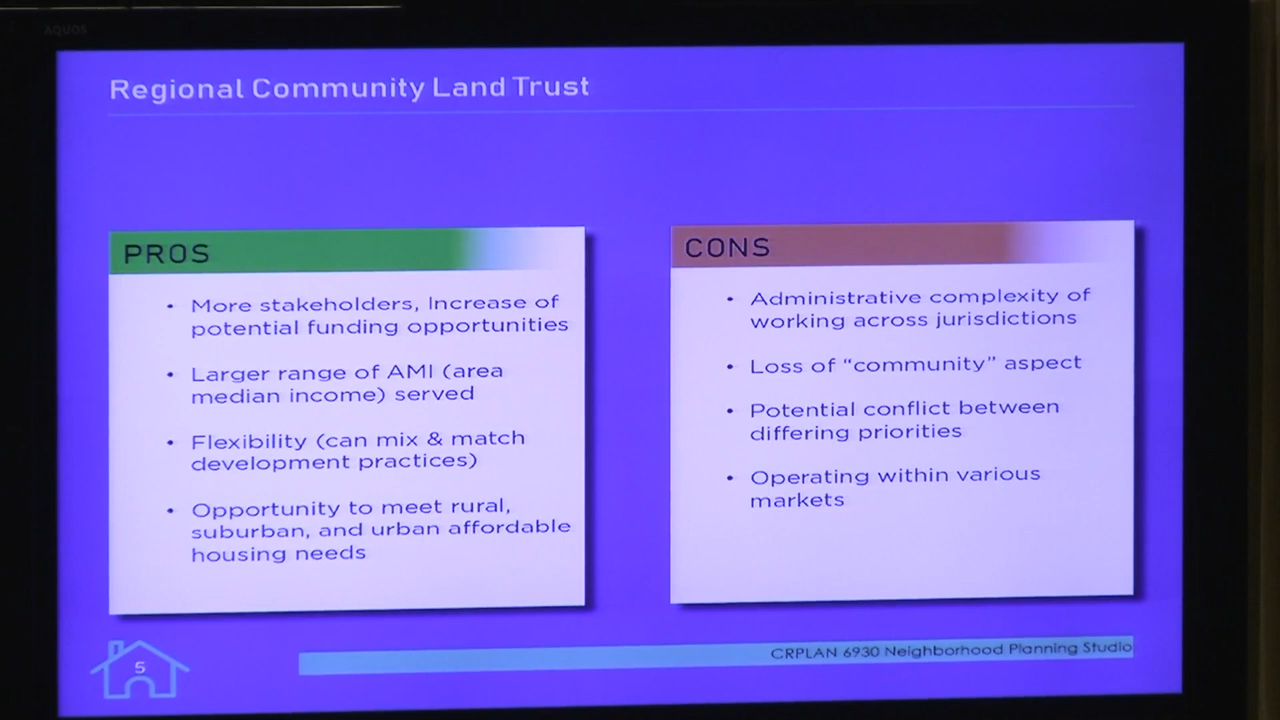 AQUOS
Regional Community Land Trust
PROS
• More stakeholders, Increase of
potential funding opportunities
• Larger range of AMI (area
median income) served
• Flexibility (can mix & match
development practices)
• Opportunity to meet rural,
suburban, and urban affordable
housing needs
CONS
• Administrative complexity of
working across jurisdictions
• Loss of “community” aspect
• Potential conflict between
differing priorities
• Operating within various
markets
5
CRPLAN 6930 Neighborhood Planning Studio